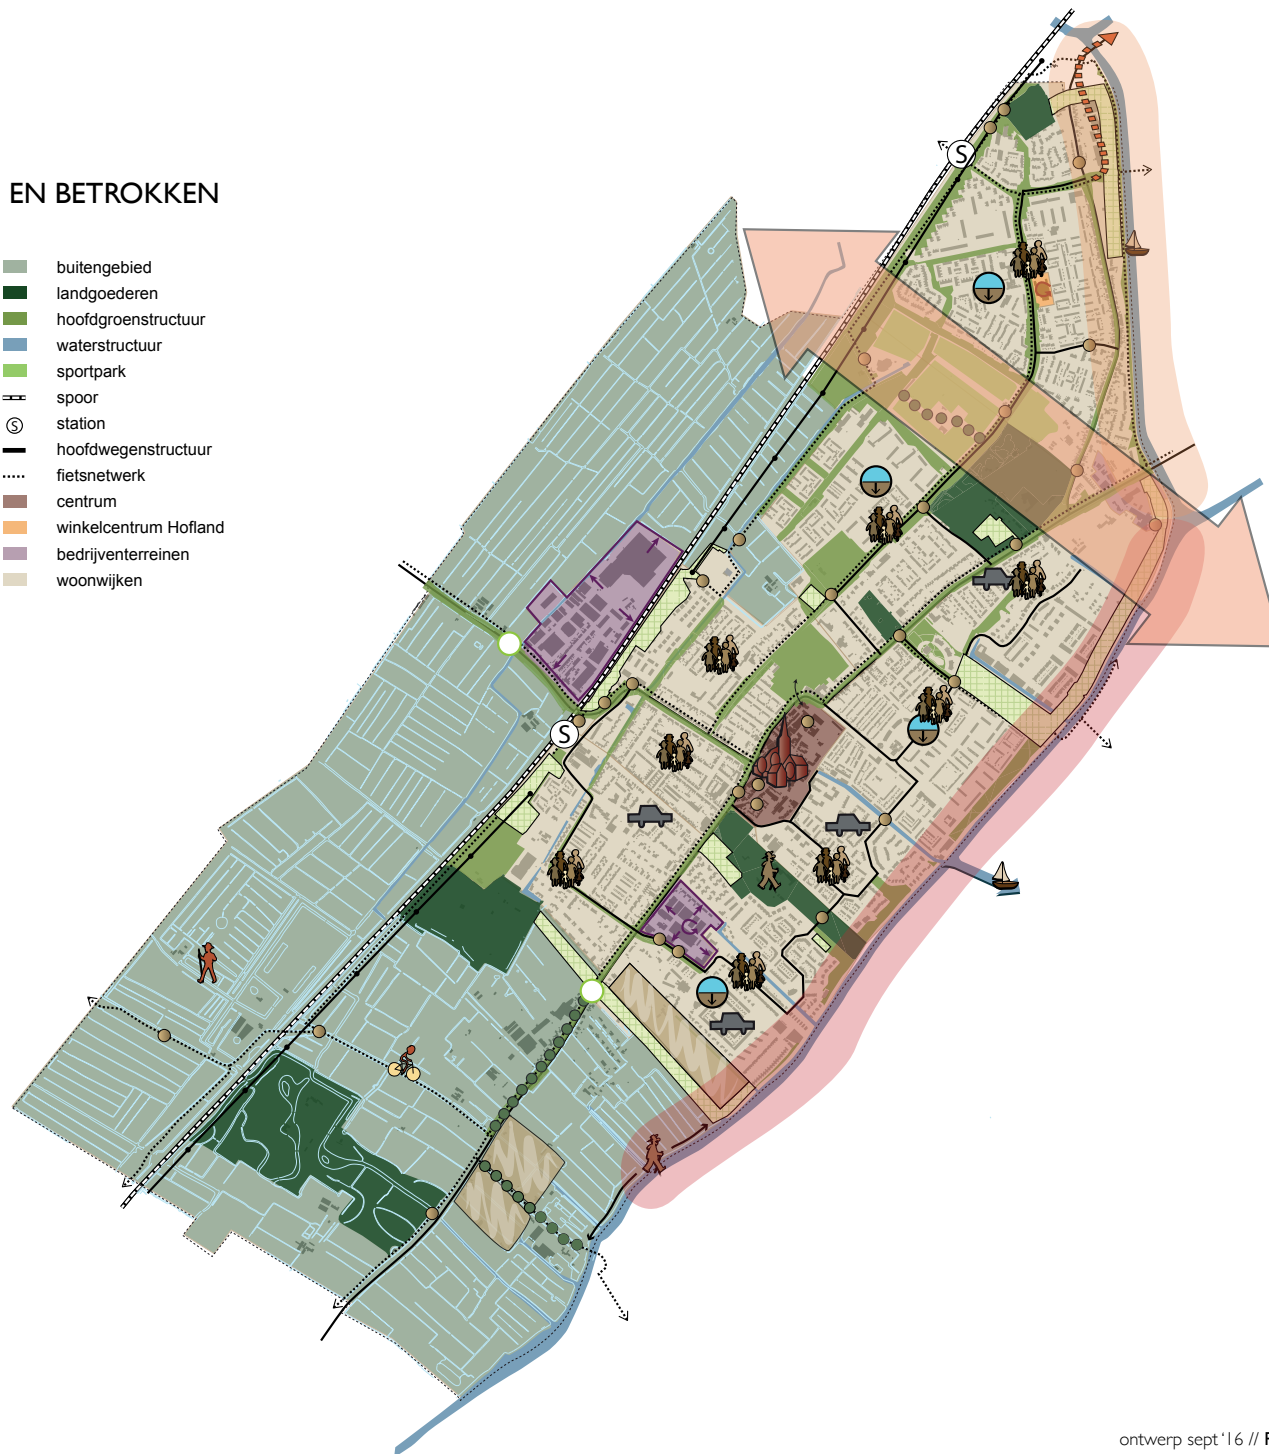 EN BETROKKEN
buitengebied
landgoederen
hoofdgroenstructuur
waterstructuur
sportpark
spoor
S station
hoofdwegenstructuur
fietsnetwerk
centrum
winkelcentrum Hofland
bedrijventerreinen
woonwijken
S
S
ontwerp sept '16 //